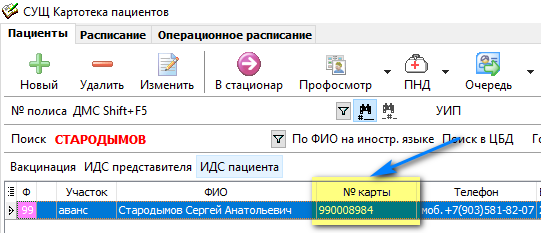 СУЩ Картотека пациентов
Пациенты Расписание Операционное расписание
Новый Удалить Изменить В стационар Профосмотр ПНД Очередь
№ полиса ДМС Shift+F5 УИП
Поиск СТАРОДЫМОВ По ФИО на иностр. языке Поиск в ЦБД
Вакцинация ИДС представителя ИДС пациента
Ф Участок ФИО № карты Телефон
99 аванс Стародымов Сергей Анатольевич 990008984 моб. +7(903)581-82-07